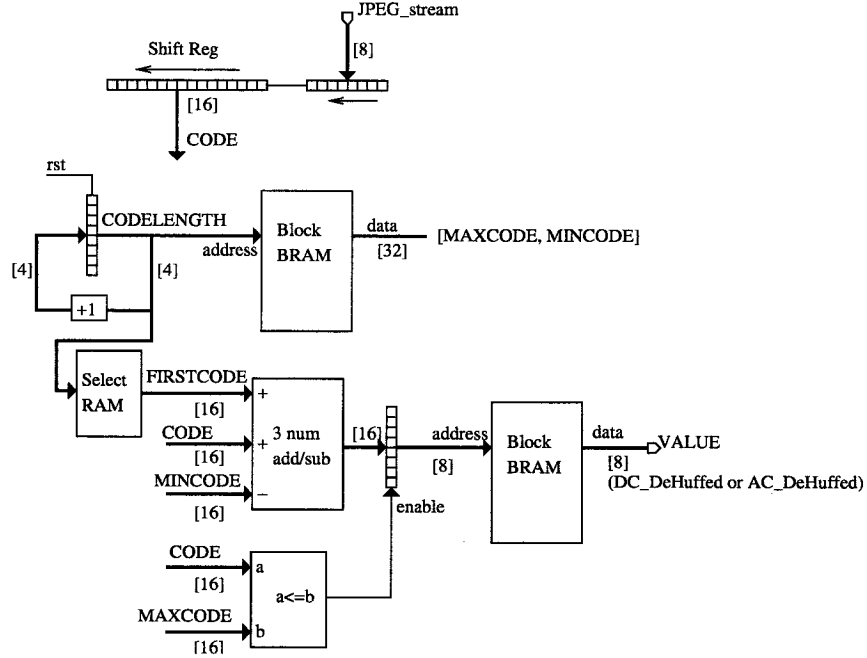 JPEG_stream
Shift Reg
[8]
[16]
CODE
rst
CODELENGTH
Block
BRAM
address
data
[32]
[MAXCODE, MINCODE]
[4]
[4]
+1
Select
RAM
FIRSTCODE
[16]
+
CODE
[16]
+
3 num
add/sub
MINCODE
[16]
−
[16]
address
[8]
enable
Block
BRAM
data
[8]
VALUE
(DC_DeHuffed or AC_DeHuffed)
CODE
[16]
a
a<=b
MAXCODE
[16]
b